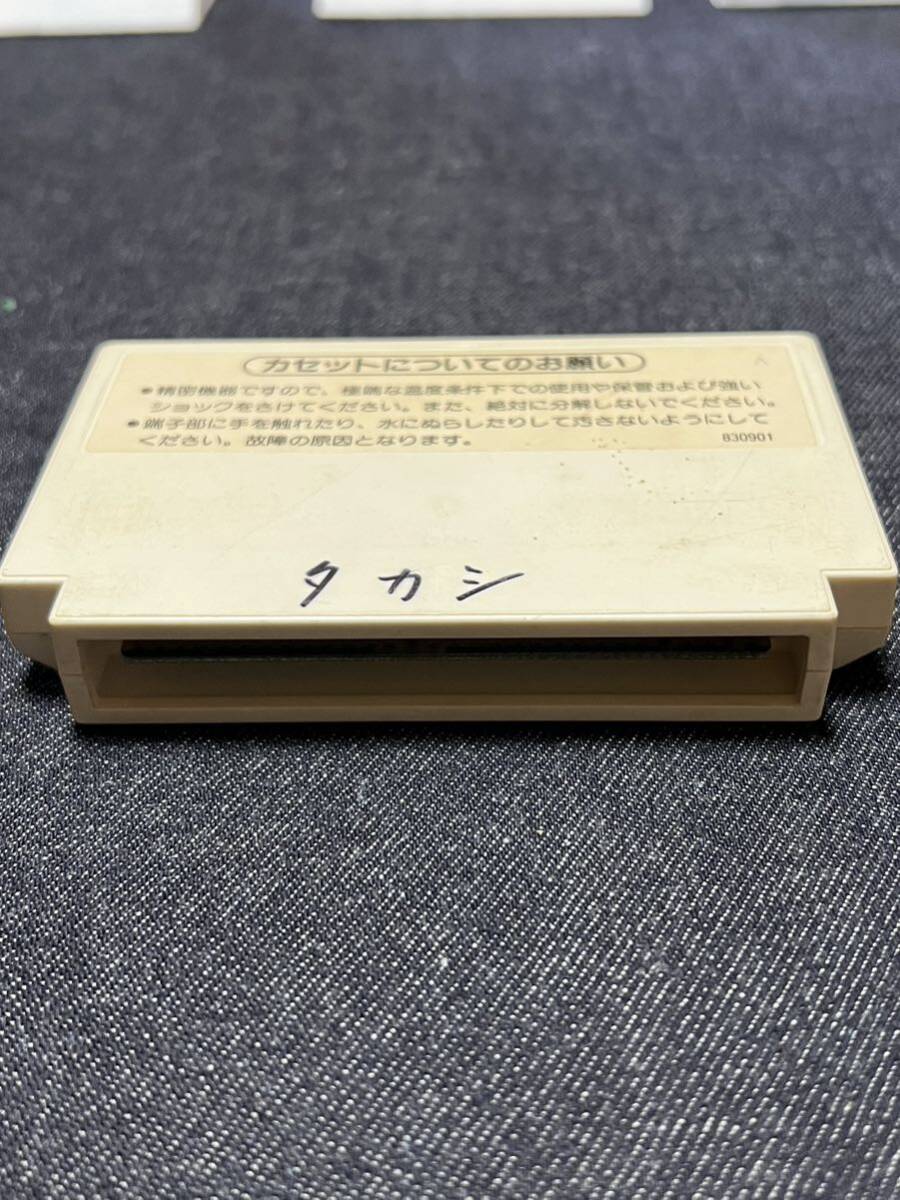 カセットについてのお願い
●精密機器ですので、極端な温度条件下での使用や保管および強い
ショックをさけてください。また、絶対に分解しないでください。
●端子部に手を触れたり、水にぬらしたりして汚さないようにして
ください。故障の原因となります。 830901
タカシ